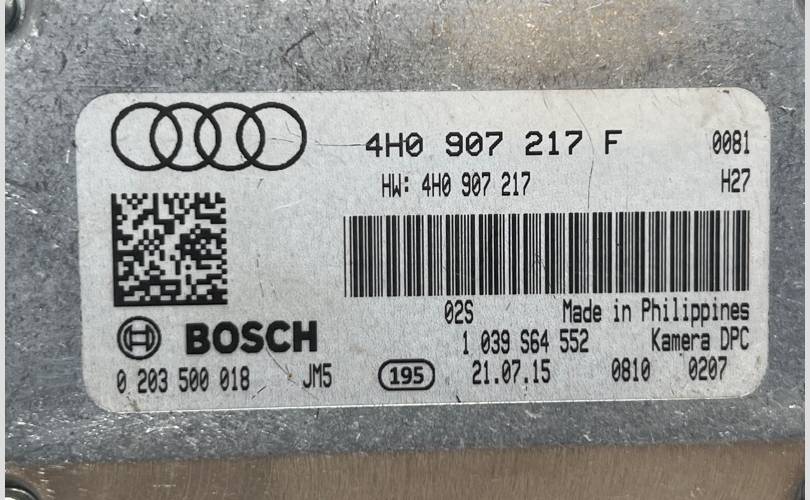 4H0 907 217 F 0081
HW: 4H0 907 217 H27
02S Made in Philippines
BOSCH 1 039 S64 552 Kamera DPC
0 203 500 018 JM5 195 21.07.15 0810 0207